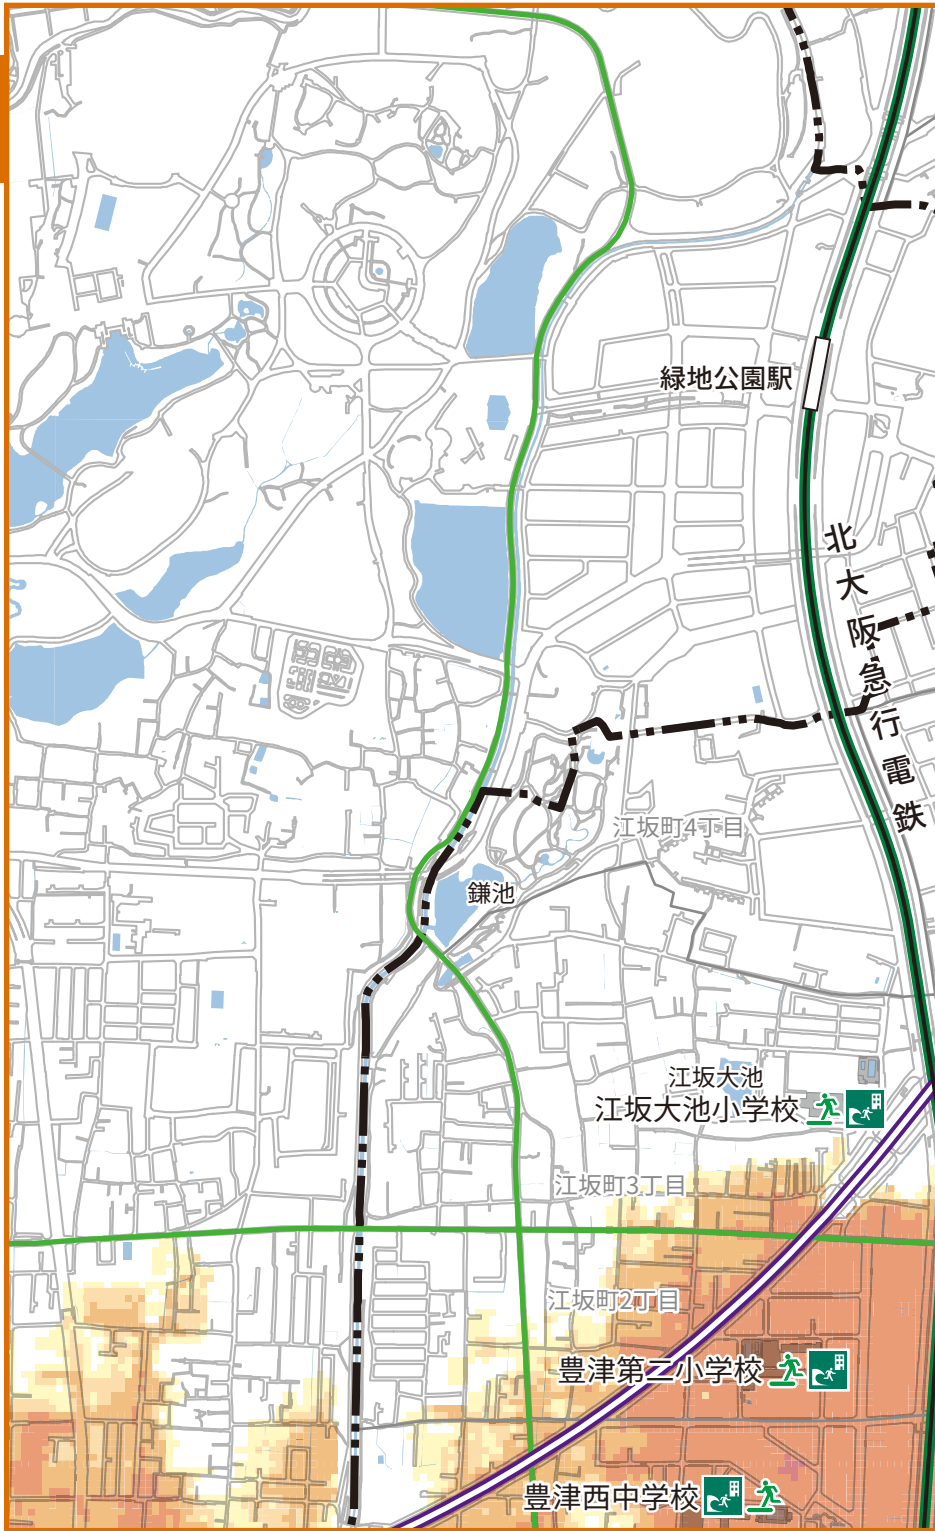 緑地公園駅
北大阪急行電鉄
江坂町4丁目
鎌池
江坂大池
江坂大池小学校
江坂町3丁目
江坂町2丁目
豊津第二小学校
豊津西中学校